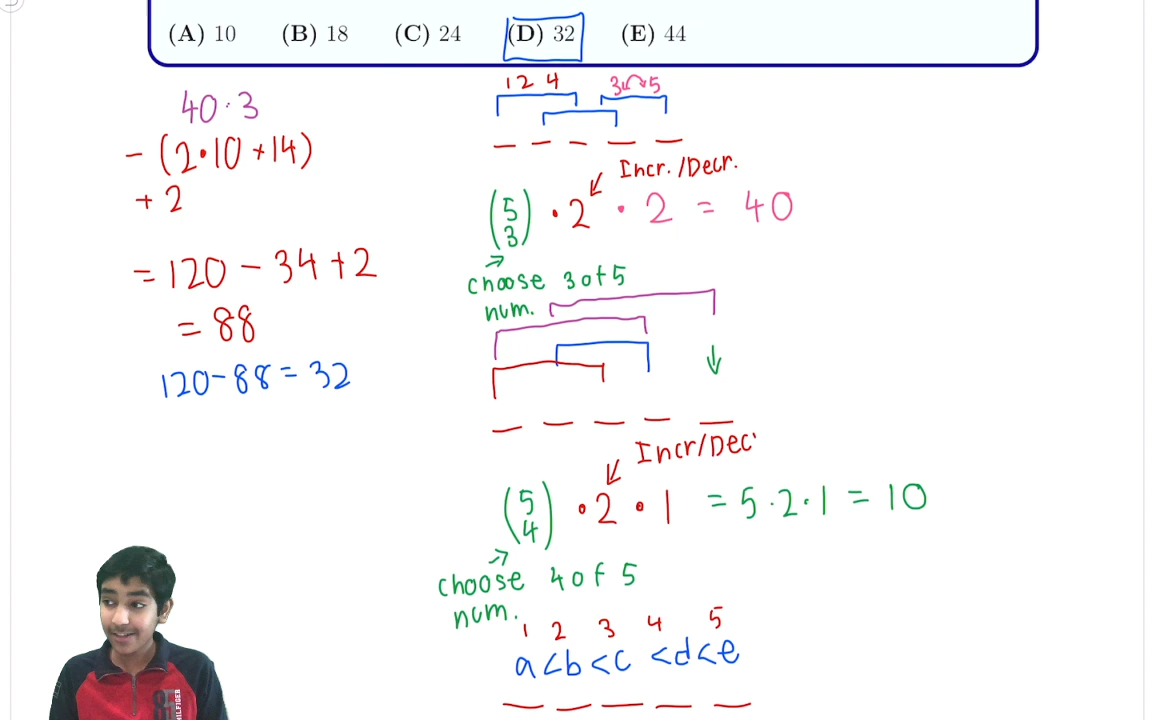 (A) 10 (B) 18 (C) 24 (D) 32 (E) 44
40 · 3
- (2 • 10 + 14)
+ 2
= 120 - 34 + 2
= 88
120 - 88 = 32
1 2 4 3 5
Incr. / Decr.
(5 3) · 2 · 2 = 40
choose 3 of 5
num.
Incr/Dec
(5 4) · 2 · 1 = 5 · 2 · 1 = 10
choose 4 of 5
num.
1 2 3 4 5
a < b < c < d < e